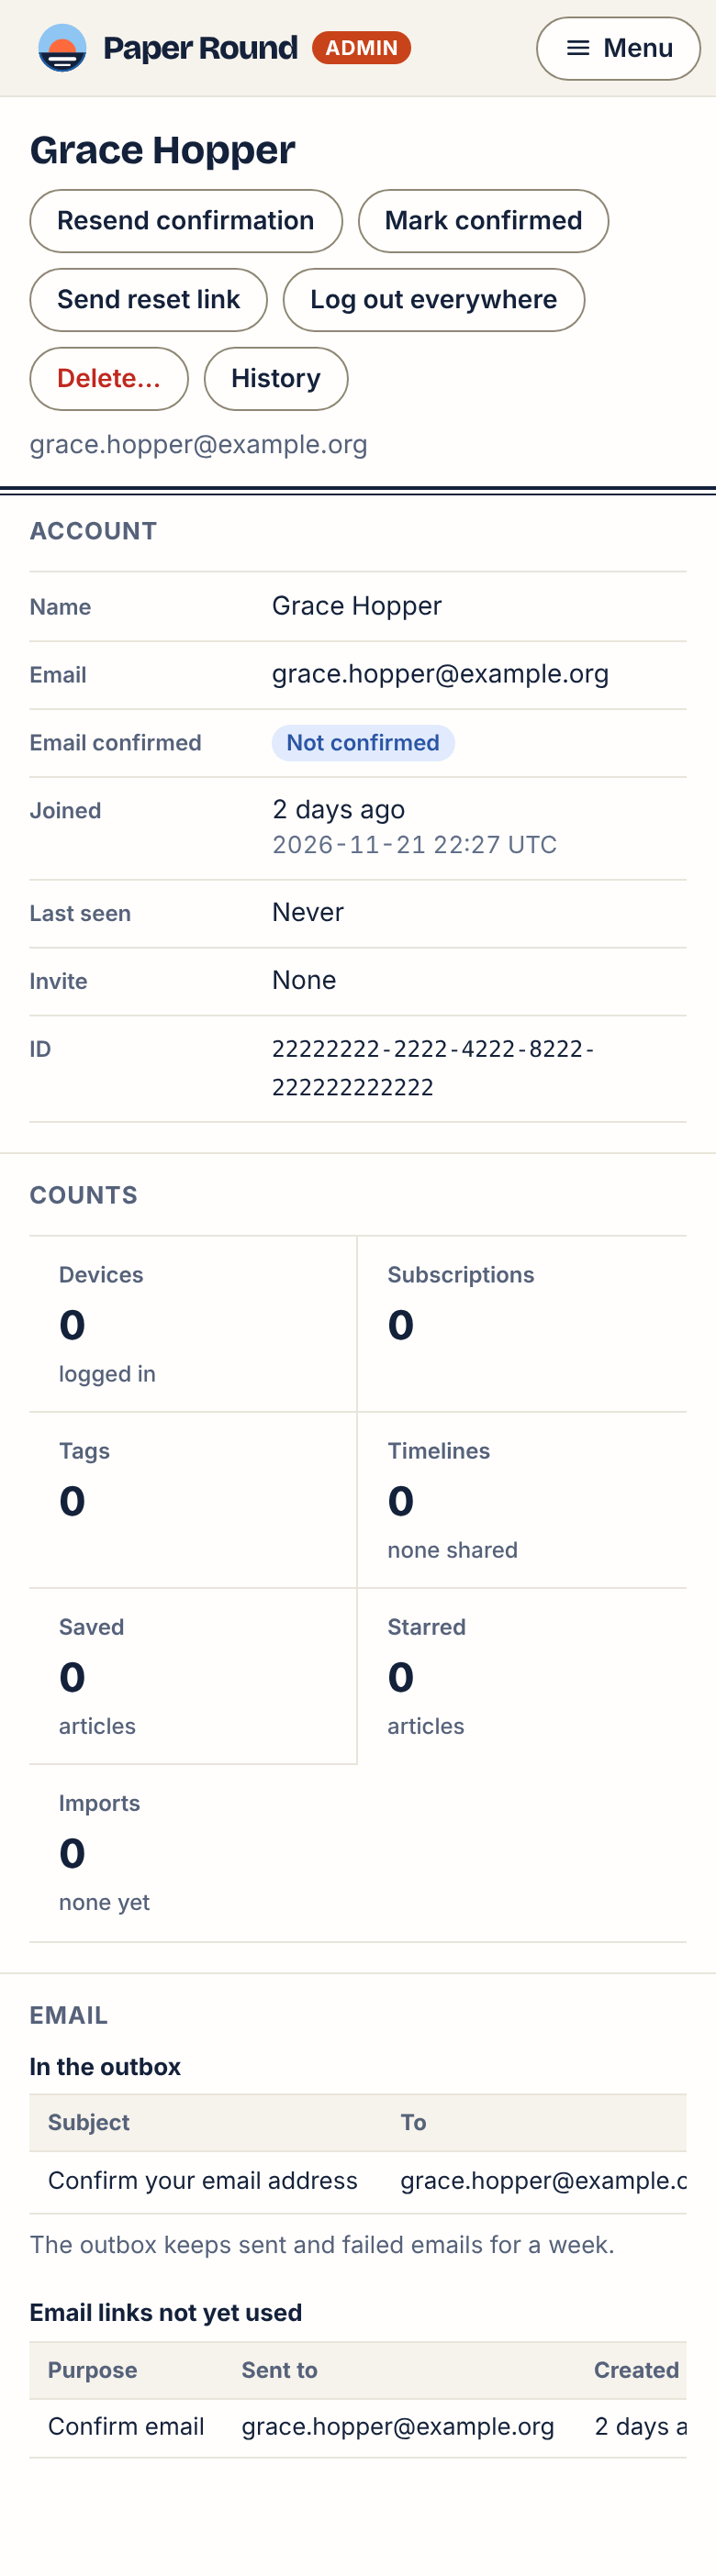 Paper Round ADMIN Menu
Grace Hopper
Resend confirmation Mark confirmed
Send reset link Log out everywhere
Delete... History
grace.hopper@example.org
ACCOUNT
Name Grace Hopper
Email grace.hopper@example.org
Email confirmed Not confirmed
Joined 2 days ago
2026-11-21 22:27 UTC
Last seen Never
Invite None
ID 22222222-2222-4222-8222-
222222222222
COUNTS
Devices Subscriptions
0 0
logged in
Tags Timelines
0 0
none shared
Saved Starred
0 0
articles articles
Imports
0
none yet
EMAIL
In the outbox
Subject To
Confirm your email address grace.hopper@example.o
The outbox keeps sent and failed emails for a week.
Email links not yet used
Purpose Sent to Created
Confirm email grace.hopper@example.org 2 days a